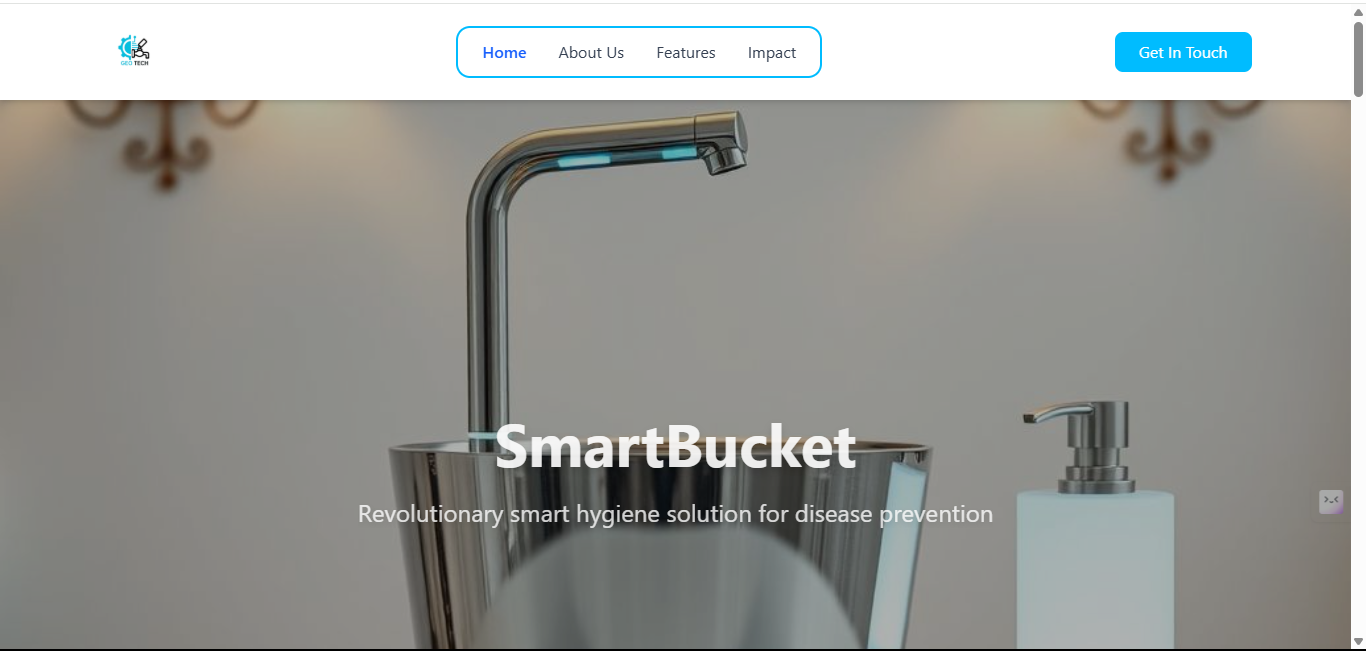 GEO TECH
Home About Us Features Impact
Get In Touch
SmartBucket
Revolutionary smart hygiene solution for disease prevention